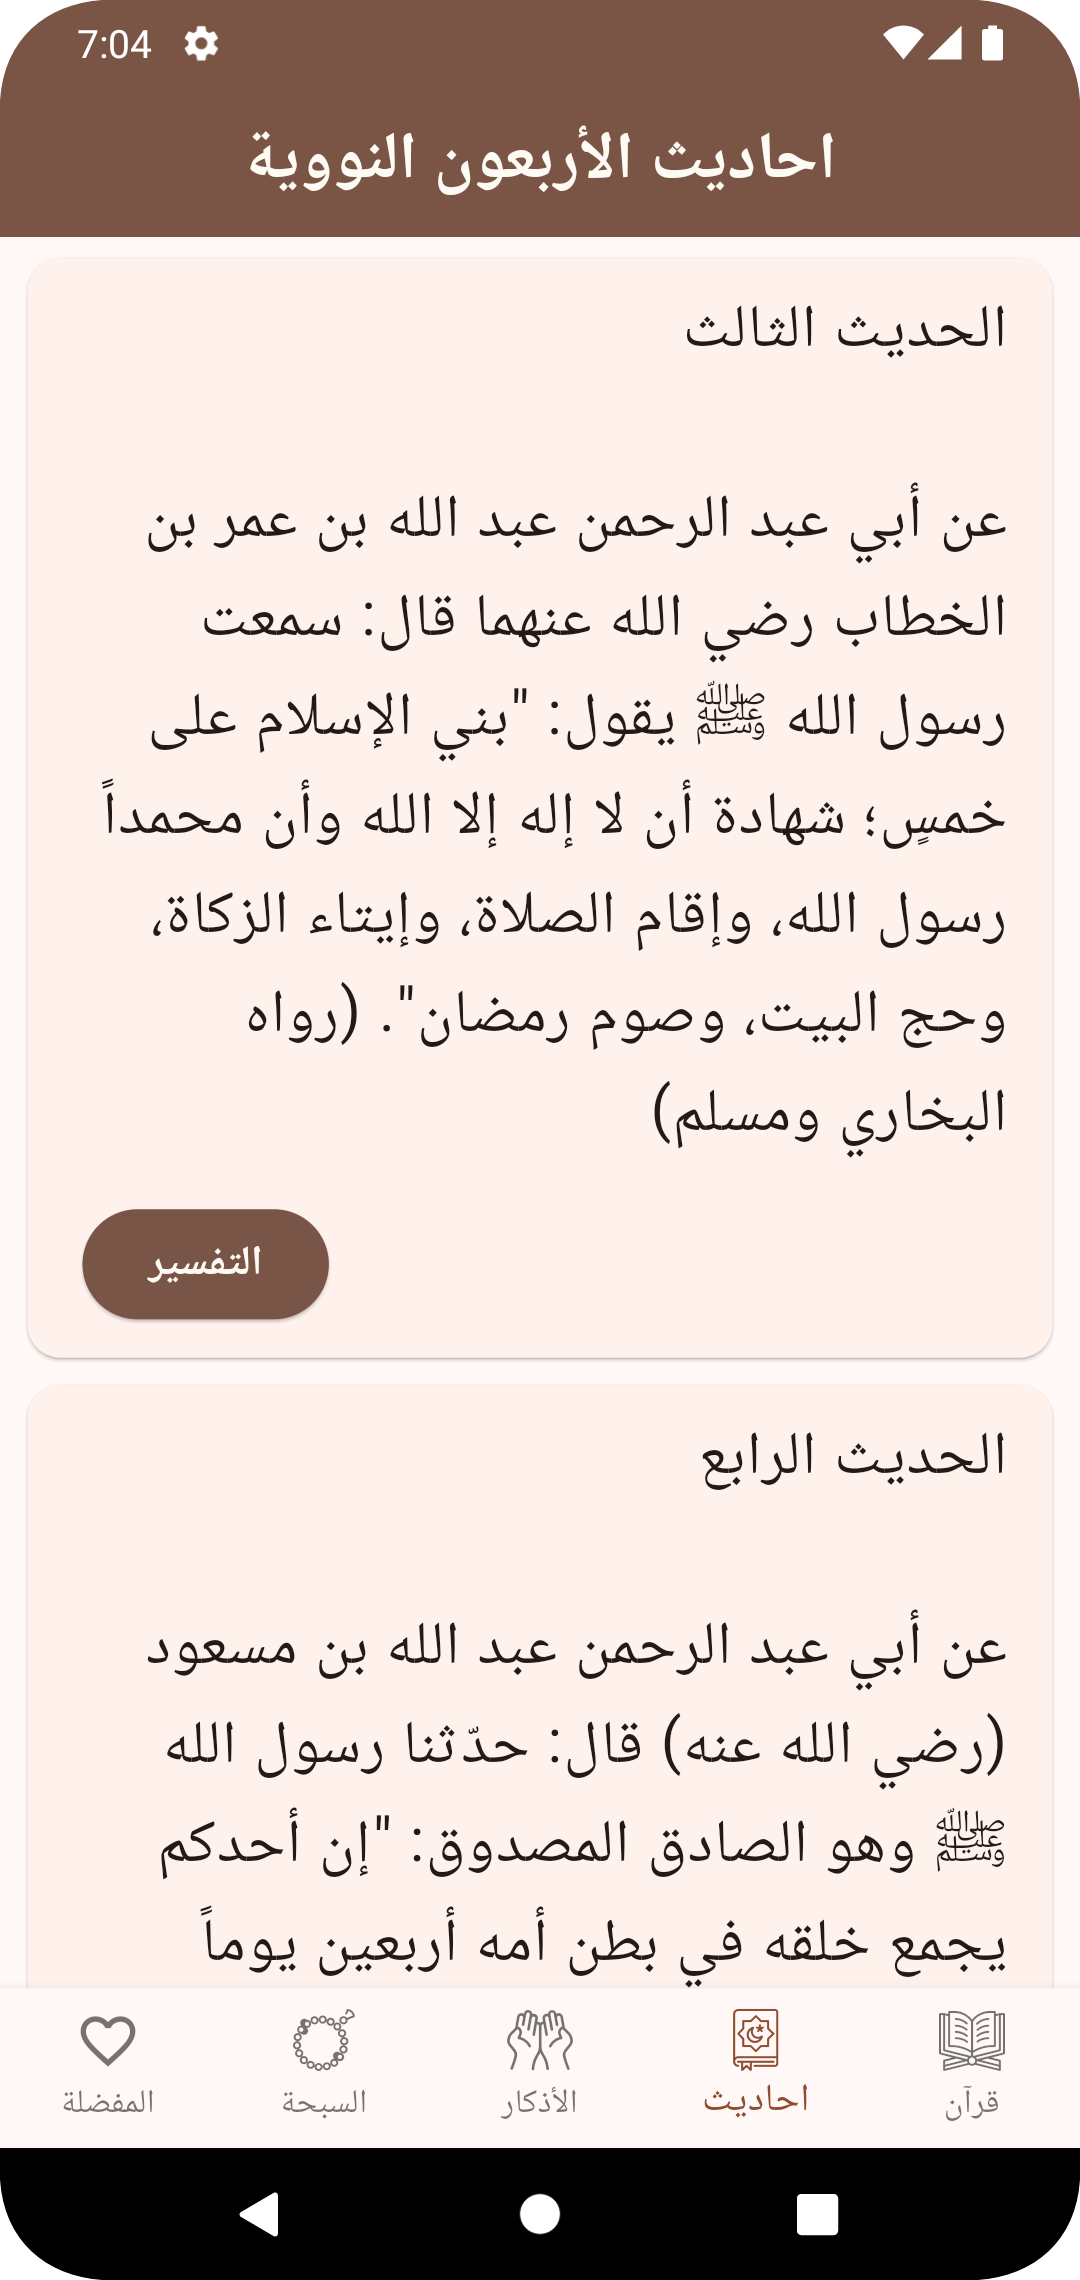 7:04
احاديث الأربعون النووية
الحديث الثالث
عن أبي عبد الرحمن عبد الله بن عمر بن
الخطاب رضي الله عنهما قال: سمعت
رسول الله ﷺ يقول: "بني الإسلام على
خمسٍ؛ شهادة أن لا إله إلا الله وأن محمداً
رسول الله، وإقام الصلاة، وإيتاء الزكاة،
وحج البيت، وصوم رمضان". (رواه
البخاري ومسلم)
التفسير
الحديث الرابع
عن أبي عبد الرحمن عبد الله بن مسعود
(رضي الله عنه) قال: حدّثنا رسول الله
ﷺ وهو الصادق المصدوق: "إن أحدكم
يجمع خلقه في بطن أمه أربعين يوماً
قرآن
احاديث
الأذكار
السبحة
المفضلة